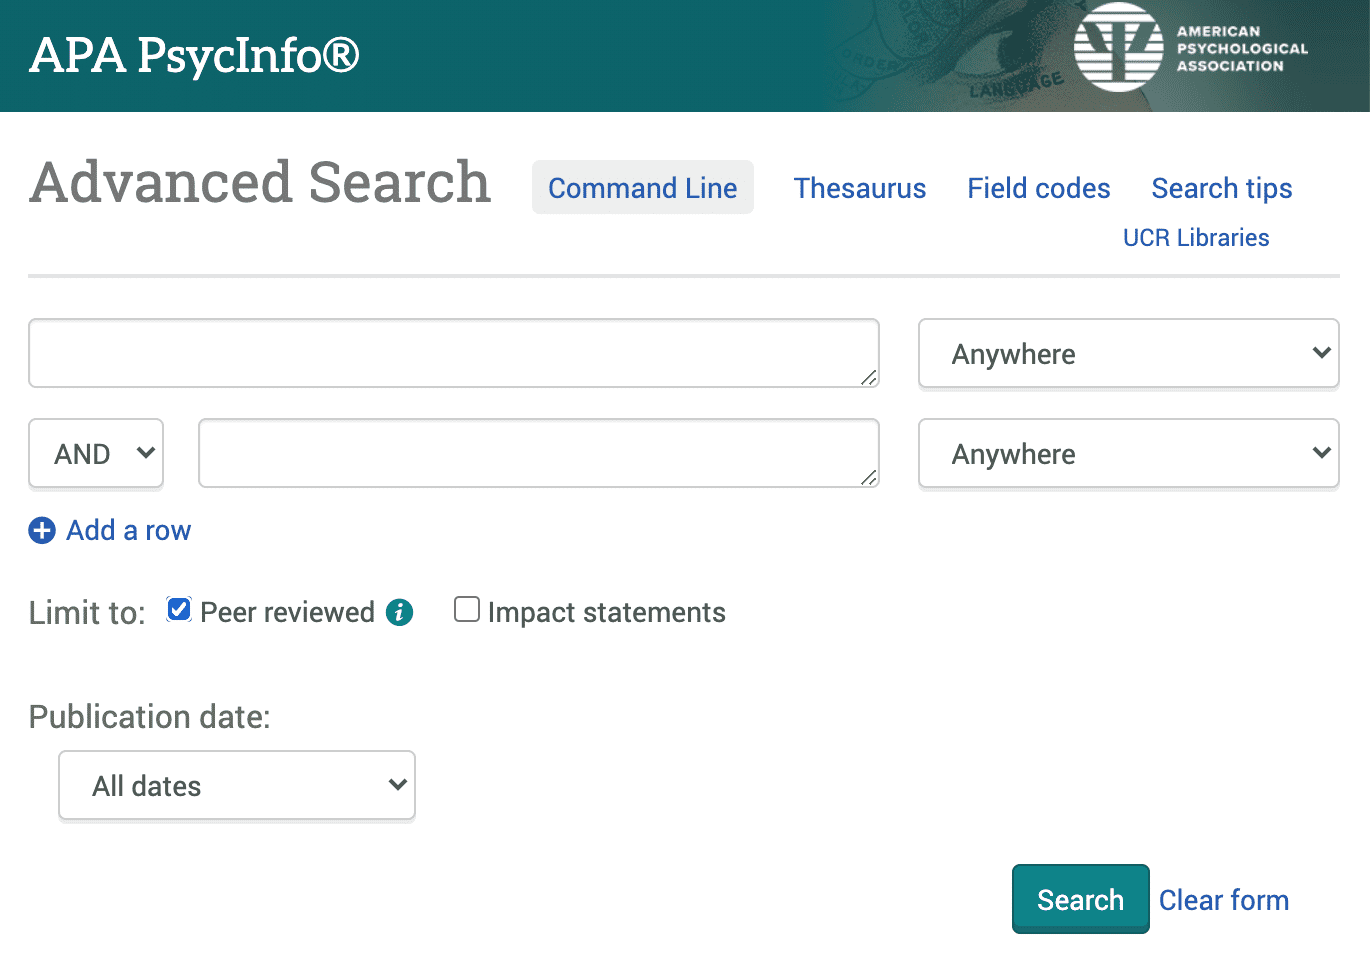 APA PsycInfo®
ORDER
LANGUAGE
AMERICAN
PSYCHOLOGICAL
ASSOCIATION
Advanced Search Command Line Thesaurus Field codes Search tips
UCR Libraries
Anywhere
AND Anywhere
Add a row
Limit to: Peer reviewed i Impact statements
Publication date:
All dates
Search Clear form